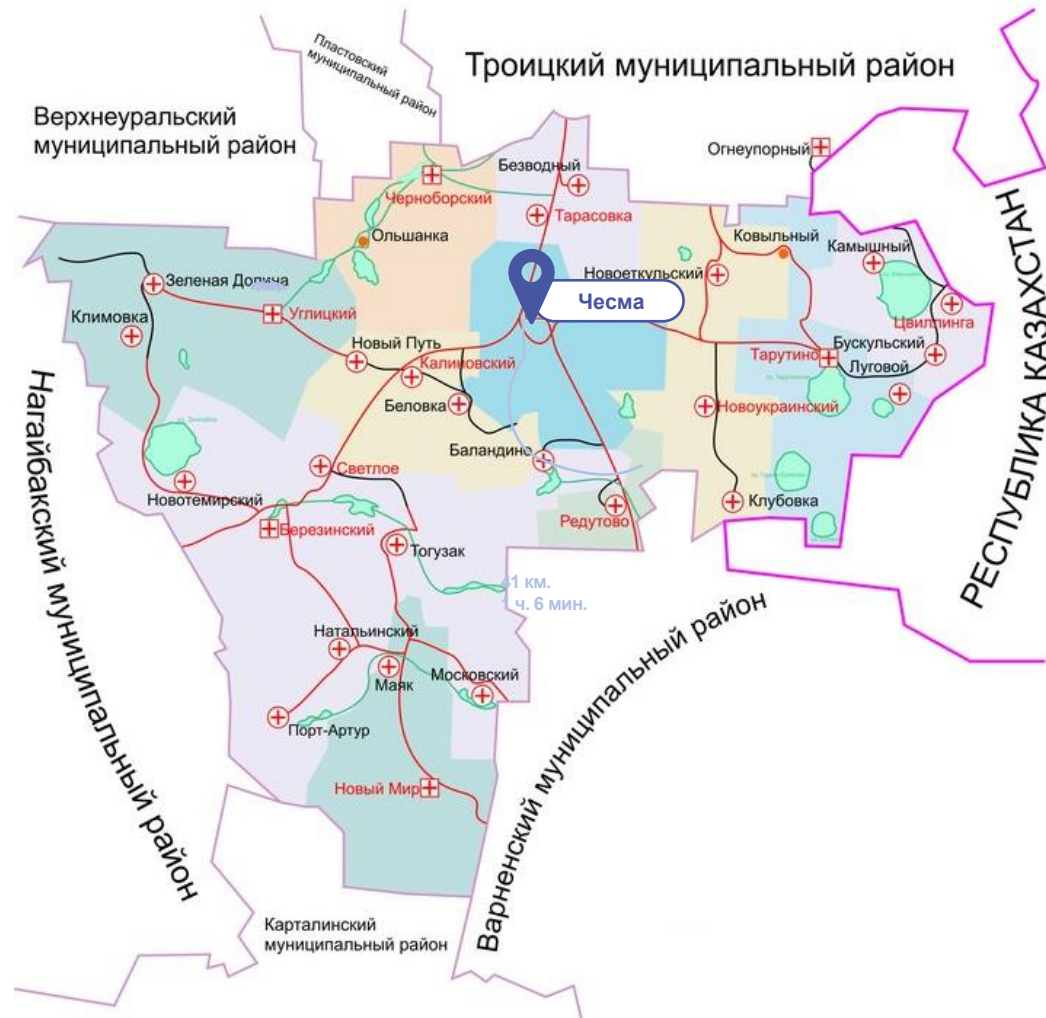 Пластовский
муниципальный район
Троицкий муниципальный район
Верхнеуральский
муниципальный район
Огнеупорный
Безводный
Черноборский
Тарасовка
Ольшанка
Ковыльный
Камышный
Новоеткульский
Зеленая Долина
Чесма
Цвиллинга
Климовка
Углицкий
Новый Путь
Калиновский
Тарутино
Бускульский
Луговой
Беловка
Новоукраинский
Баландино
Светлое
Новотемирский
Клубовка
Редутово
Березинский
Тогузак
41 км.
1 ч. 6 мин.
Натальинский
Маяк
Московский
Порт-Артур
Новый Мир
Нагайбакский муниципальный район
Варненский муниципальный район
РЕСПУБЛИКА КАЗАХСТАН
Карталинский
муниципальный район